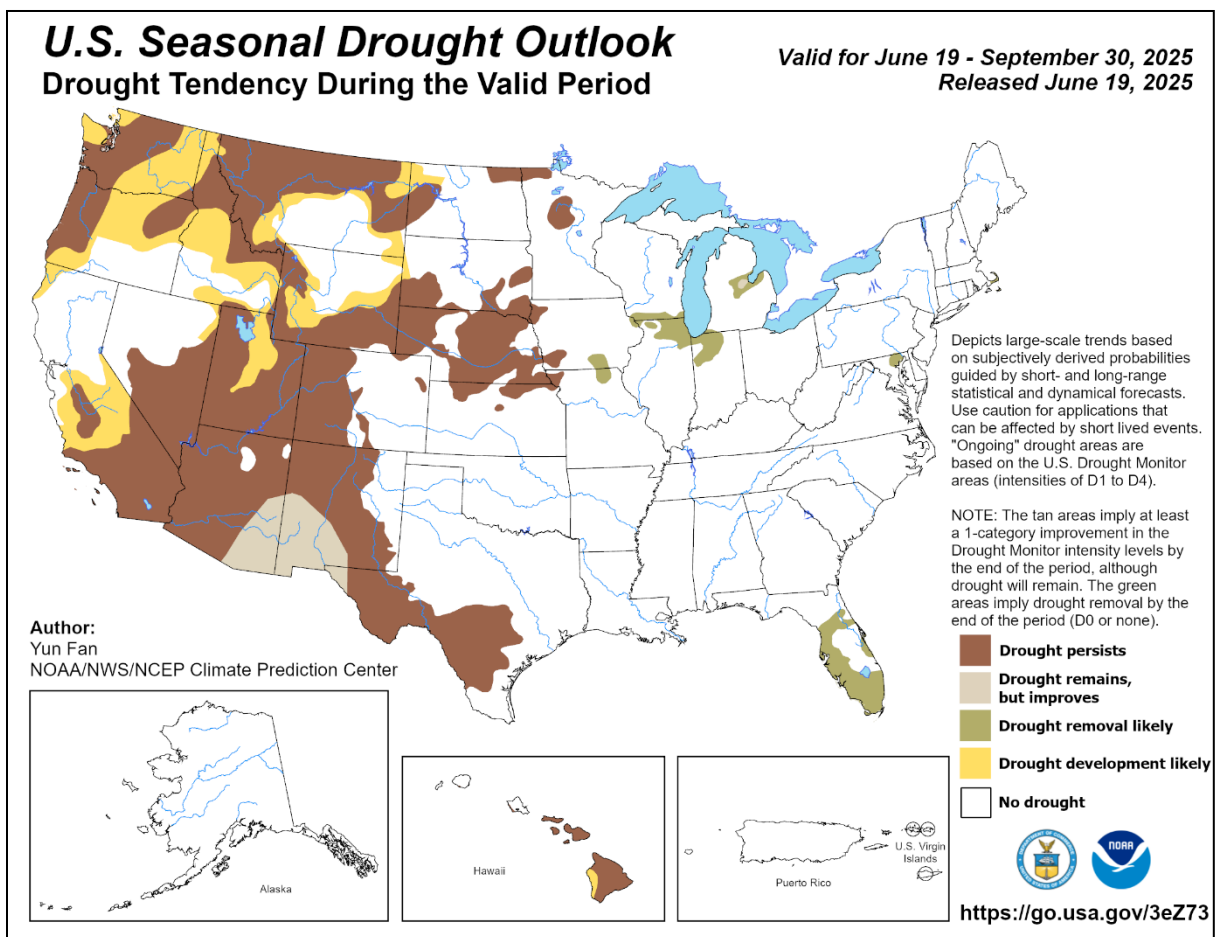 U.S. Seasonal Drought Outlook
Drought Tendency During the Valid Period
Valid for June 19 - September 30, 2025
Released June 19, 2025
Depicts large-scale trends based
on subjectively derived probabilities
guided by short- and long-range
statistical and dynamical forecasts.
Use caution for applications that
can be affected by short lived events.
"Ongoing" drought areas are
based on the U.S. Drought Monitor
areas (intensities of D1 to D4).
NOTE: The tan areas imply at least
a 1-category improvement in the
Drought Monitor intensity levels by
the end of the period, although
drought will remain. The green
areas imply drought removal by the
end of the period (D0 or none).
Author:
Yun Fan
NOAA/NWS/NCEP Climate Prediction Center
Drought persists
Drought remains,
but improves
Drought removal likely
Drought development likely
No drought
Alaska
Hawaii
Puerto Rico
U.S. Virgin
Islands
NOAA
https://go.usa.gov/3eZ73